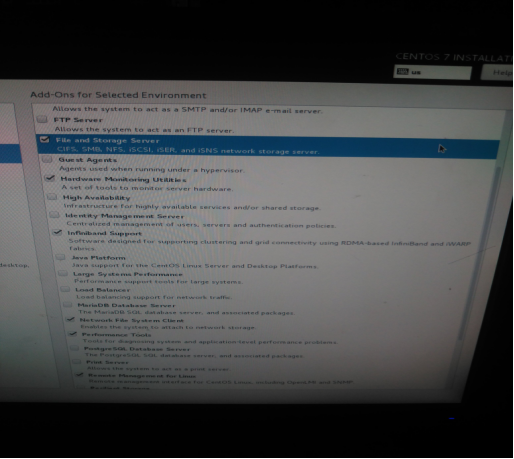 CENTOS 7 INSTALLATI
us
Help
Add-Ons for Selected Environment
Allows the system to act as a SMTP and/or IMAP e-mail server.
FTP Server
Allows the system to act as an FTP server.
File and Storage Server
CIFS, SMB, NFS, iSCSI, iSER, and iSNS network storage server.
Guest Agents
Agents used when running under a hypervisor.
Hardware Monitoring Utilities
A set of tools to monitor server hardware.
High Availability
Infrastructure for highly available services and/or shared storage.
Identity Management Server
Centralized management of users, servers and authentication policies.
Infiniband Support
Software designed for supporting clustering and grid connectivity using RDMA-based InfiniBand and iWARP
fabrics.
Java Platform
desktop.
Java support for the CentOS Linux Server and Desktop Platforms.
Large Systems Performance
Performance support tools for large systems.
Load Balancer
Load balancing support for network traffic.
MariaDB Database Server
The MariaDB SQL database server, and associated packages.
Network File System Client
Enables the system to attach to network storage.
Performance Tools
Tools for diagnosing system and application-level performance problems.
PostgreSQL Database Server
The PostgreSQL SQL database server, and associated packages.
Print Server
Allows the system to act as a print server.
Remote Management for Linux
Remote management interface for CentOS Linux, including OpenLMI and SNMP.